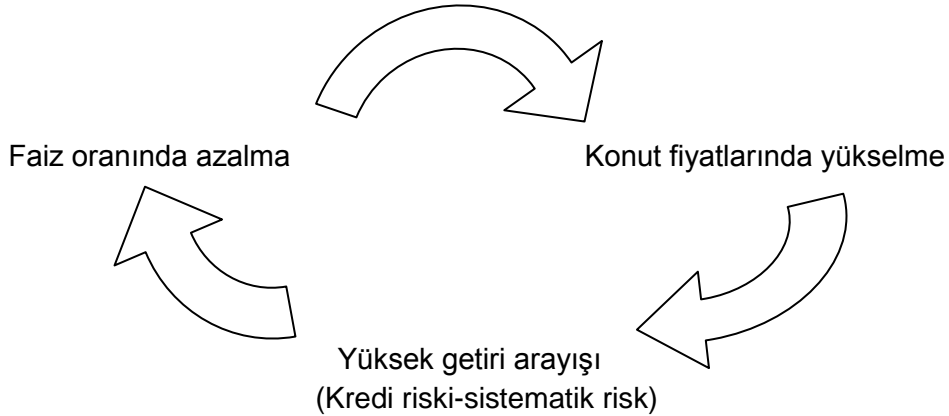 Faiz oranında azalma
Konut fiyatlarında yükselme
Yüksek getiri arayışı
(Kredi riski-sistematik risk)